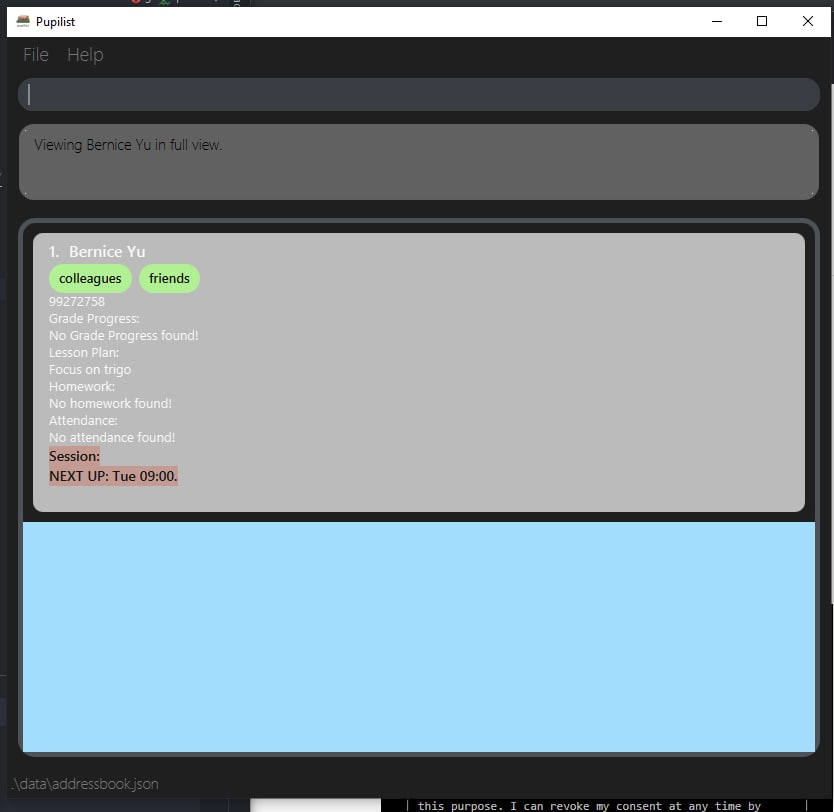 Pupilist
File Help
Viewing Bernice Yu in full view.
1. Bernice Yu
colleagues friends
99272758
Grade Progress:
No Grade Progress found!
Lesson Plan:
Focus on trigo
Homework:
No homework found!
Attendance:
No attendance found!
Session:
NEXT UP: Tue 09:00.
.\data\addressbook.json
| this purpose. I can revoke my consent at any time by |